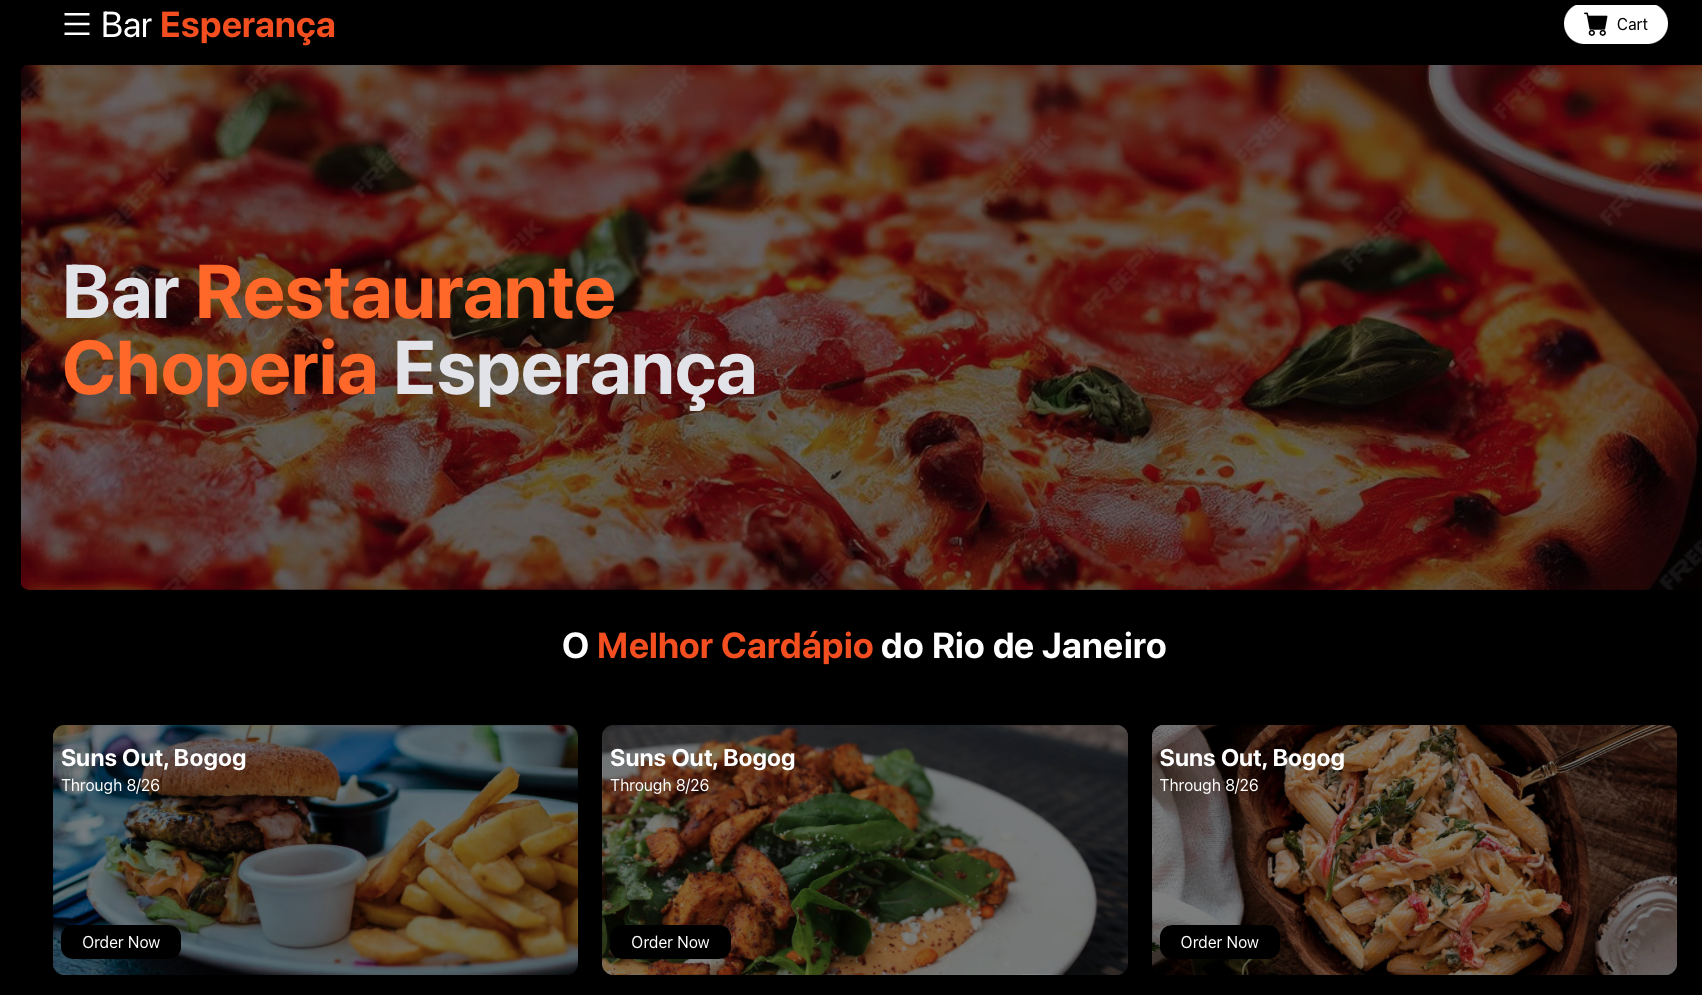 Bar Esperança
Cart
Bar Restaurante
Choperia Esperança
O Melhor Cardápio do Rio de Janeiro
Suns Out, Bogog
Through 8/26
Order Now
Suns Out, Bogog
Through 8/26
Order Now
Suns Out, Bogog
Through 8/26
Order Now
FREEPIK